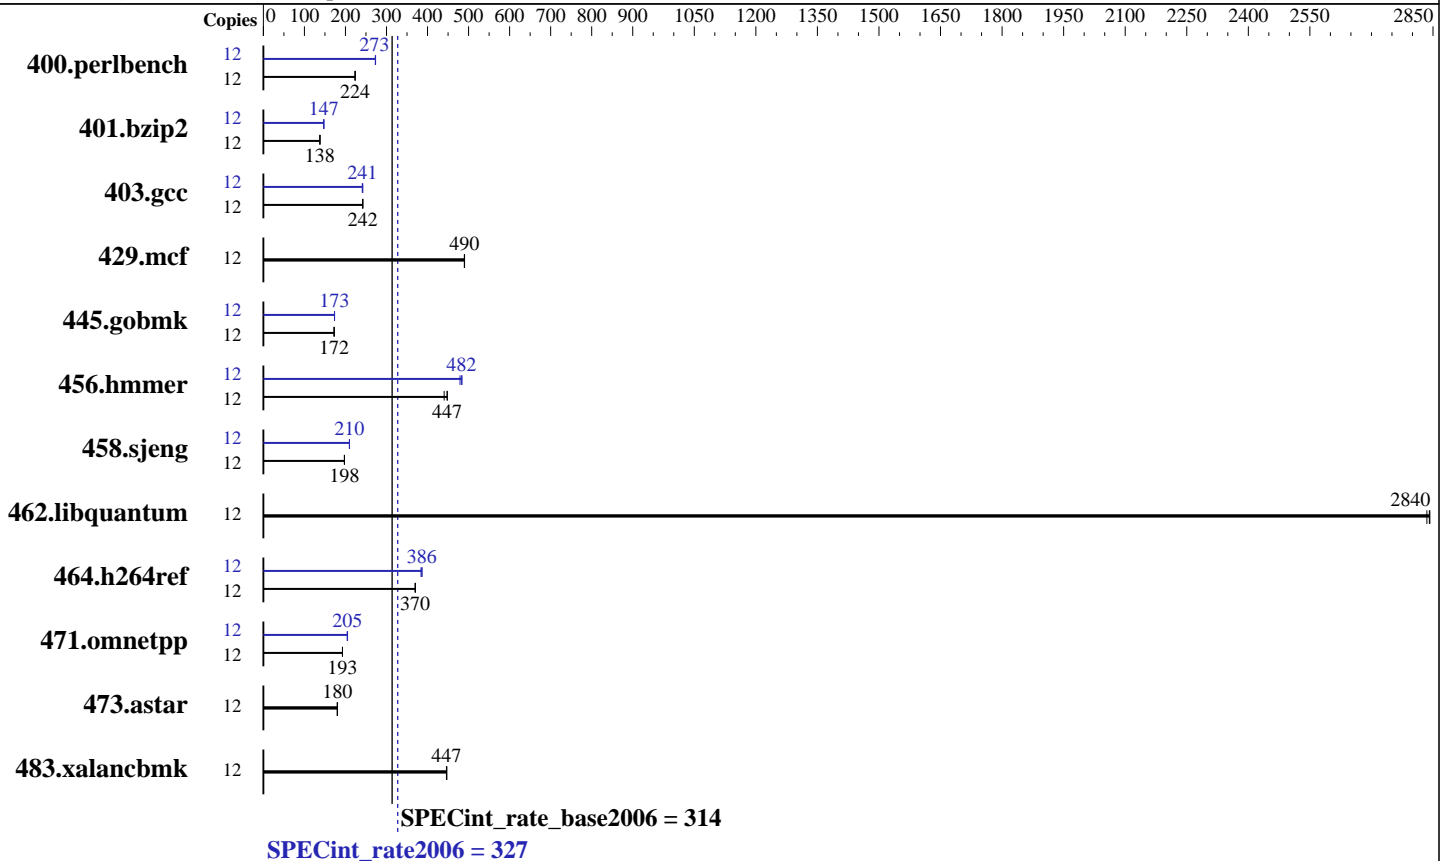 Copies 0 100 200 300 400 500 600 700 800 900 1050 1200 1350 1500 1650 1800 1950 2100 2250 2400 2550 2850
400.perlbench 12 273
12 224
401.bzip2 12 147
12 138
403.gcc 12 241
12 242
429.mcf 12 490
445.gobmk 12 173
12 172
456.hmmer 12 482
12 447
458.sjeng 12 210
12 198
462.libquantum 12 2840
464.h264ref 12 386
12 370
471.omnetpp 12 205
12 193
473.astar 12 180
483.xalancbmk 12 447
SPECint_rate_base2006 = 314
SPECint_rate2006 = 327